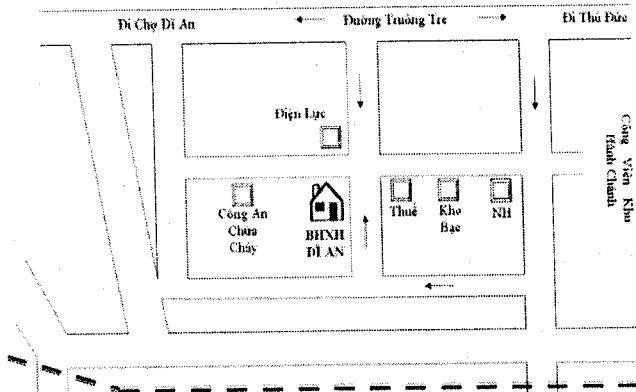 Đi Chợ Dĩ An
Đường Truông Tre
Đi Thủ Đức
Điện Lực
Công Viên Khu
Hành Chánh
Công An
Chữa
Cháy
BHXH
DĨ AN
Thuế
Kho
Bạc
NH